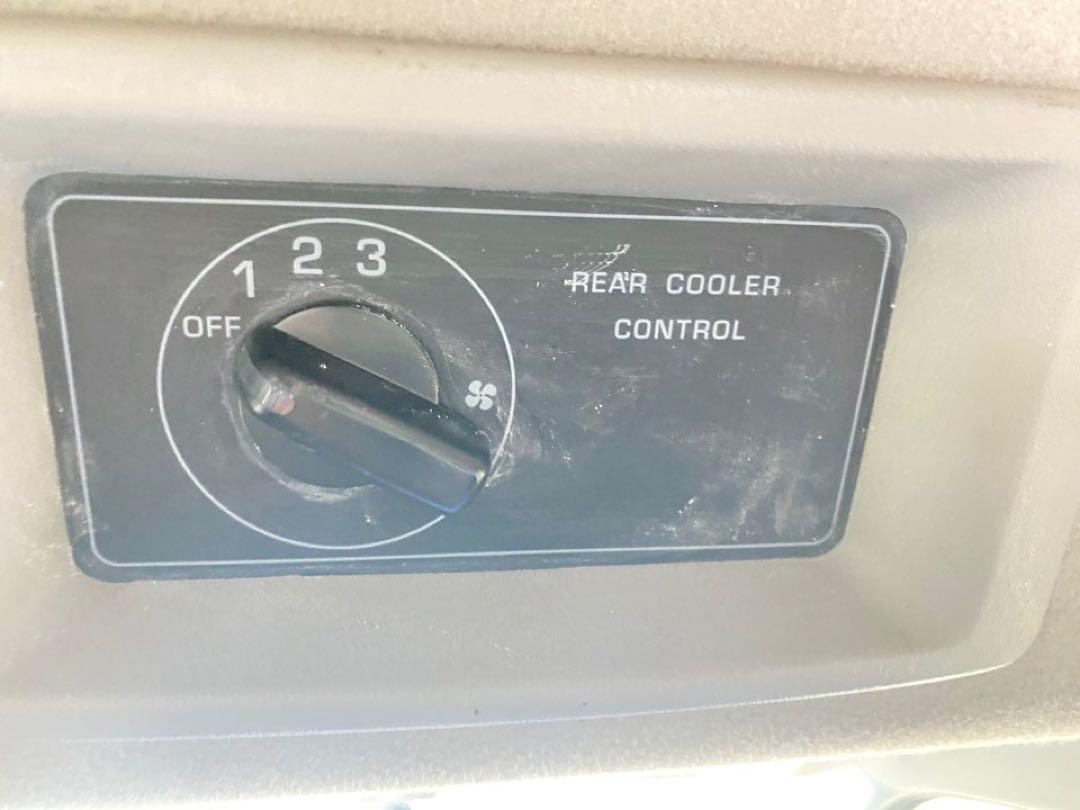 OFF 1 2 3
REAR COOLER
CONTROL